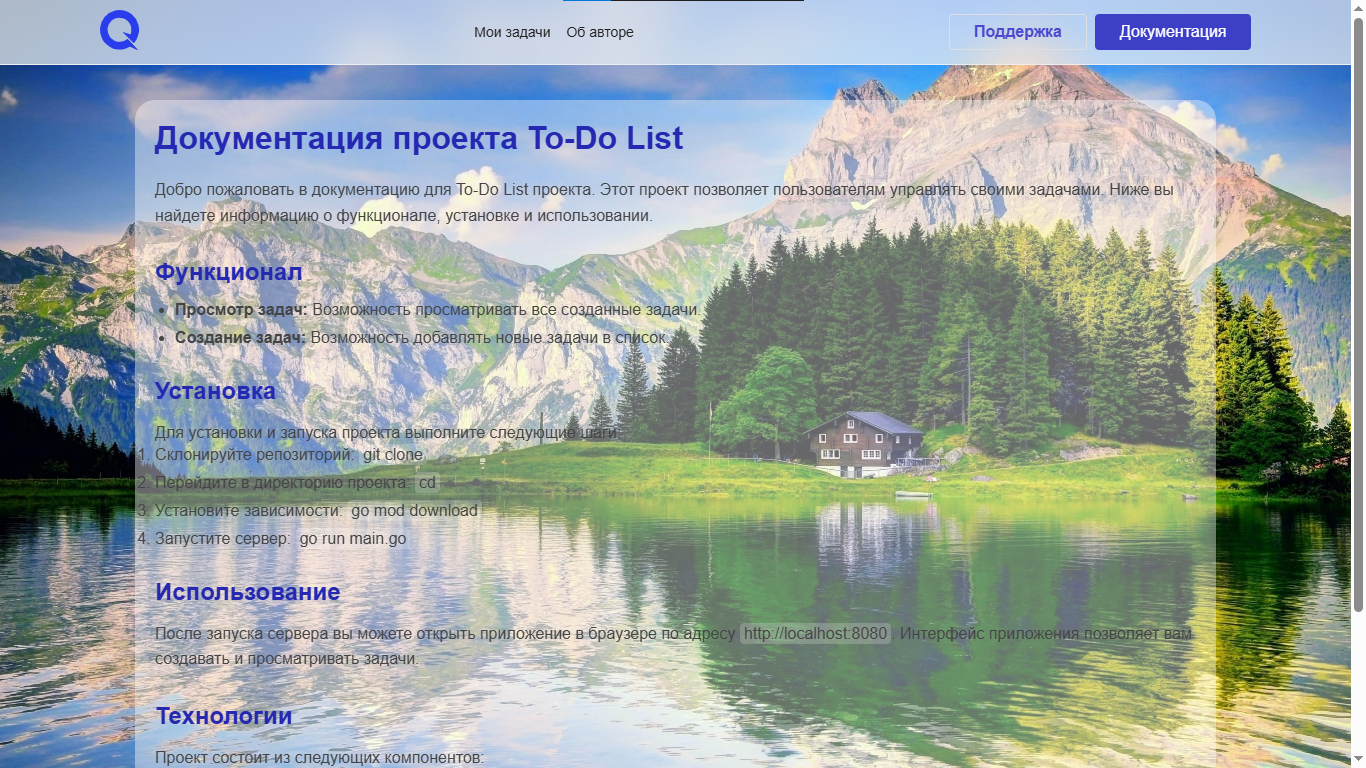 Мои задачи Об авторе Поддержка Документация
Документация проекта To-Do List
Добро пожаловать в документацию для To-Do List проекта. Этот проект позволяет пользователям управлять своими задачами. Ниже вы
найдете информацию о функционале, установке и использовании.
Функционал
• Просмотр задач: Возможность просматривать все созданные задачи.
• Создание задач: Возможность добавлять новые задачи в список.
Установка
Для установки и запуска проекта выполните следующие шаги:
1. Склонируйте репозиторий: git clone
2. Перейдите в директорию проекта: cd
3. Установите зависимости: go mod download
4. Запустите сервер: go run main.go
Использование
После запуска сервера вы можете открыть приложение в браузере по адресу http://localhost:8080. Интерфейс приложения позволяет вам
создавать и просматривать задачи.
Технологии
Проект состоит из следующих компонентов: